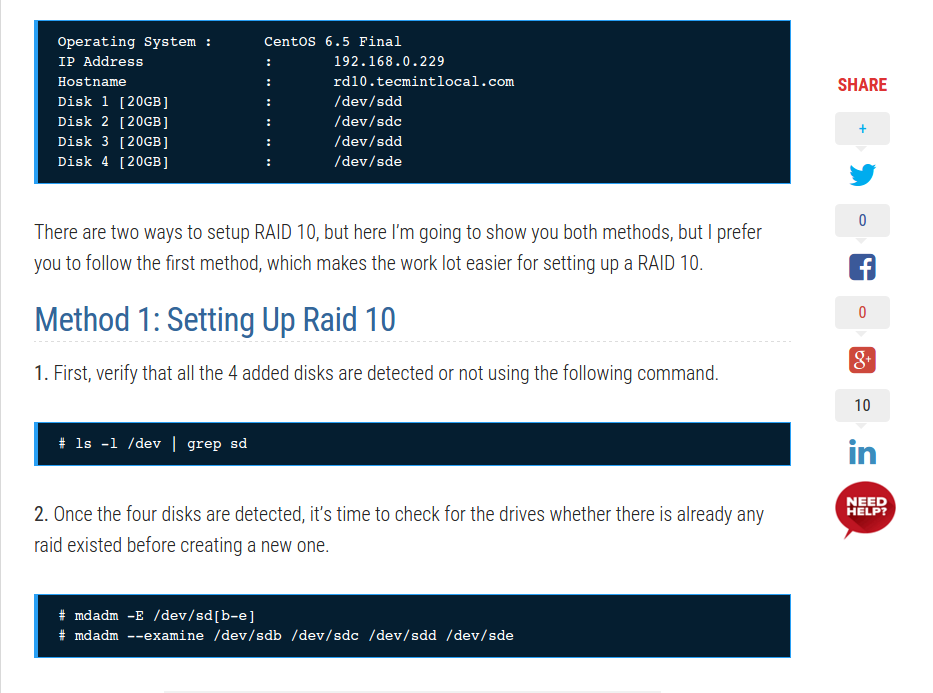 Operating System :      CentOS 6.5 Final
IP Address              :       192.168.0.229
Hostname                :       rd10.tecmintlocal.com
Disk 1 [20GB]           :       /dev/sdd
Disk 2 [20GB]           :       /dev/sdc
Disk 3 [20GB]           :       /dev/sdd
Disk 4 [20GB]           :       /dev/sde
There are two ways to setup RAID 10, but here I'm going to show you both methods, but I prefer
you to follow the first method, which makes the work lot easier for setting up a RAID 10.
Method 1: Setting Up Raid 10
1. First, verify that all the 4 added disks are detected or not using the following command.
# ls -l /dev | grep sd
2. Once the four disks are detected, it's time to check for the drives whether there is already any
raid existed before creating a new one.
# mdadm -E /dev/sd[b-e]
# mdadm --examine /dev/sdb /dev/sdc /dev/sdd /dev/sde
SHARE
+
0
f
0
g+
10
in
NEED
HELP?